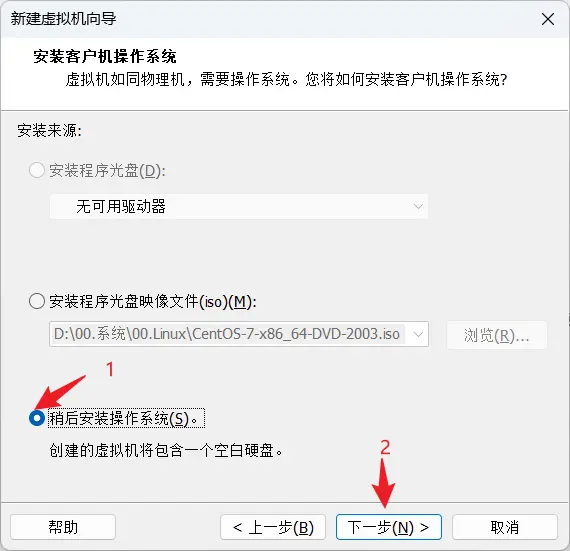 新建虚拟机向导
安装客户机操作系统
虚拟机如同物理机，需要操作系统。您将如何安装客户机操作系统?
安装来源:
安装程序光盘(D):
无可用驱动器
安装程序光盘映像文件(iso)(M):
D:\00.系统\00.Linux\CentOS-7-x86_64-DVD-2003.iso
浏览(R)...
1
稍后安装操作系统(S)。
创建的虚拟机将包含一个空白硬盘。
2
帮助
< 上一步(B)
下一步(N) >
取消